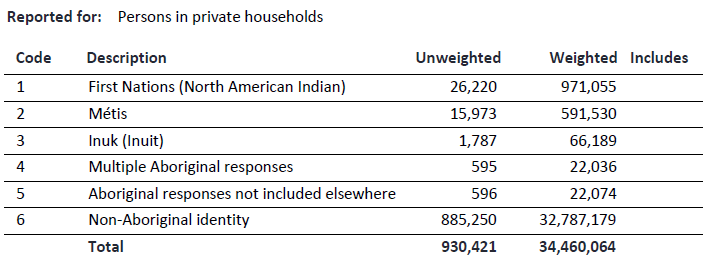 Reported for: Persons in private households
Code Description Unweighted Weighted Includes
1 First Nations (North American Indian) 26,220 971,055
2 Métis 15,973 591,530
3 Inuk (Inuit) 1,787 66,189
4 Multiple Aboriginal responses 595 22,036
5 Aboriginal responses not included elsewhere 596 22,074
6 Non-Aboriginal identity 885,250 32,787,179
Total 930,421 34,460,064